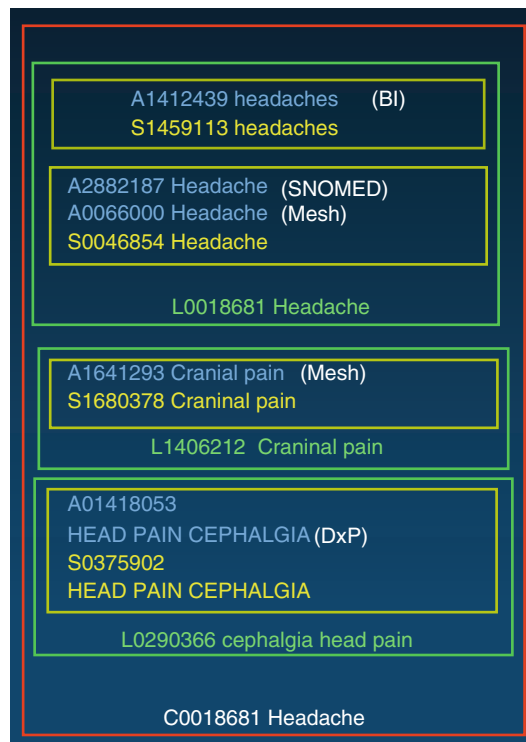 A1412439 headaches (BI)
S1459113 headaches
A2882187 Headache (SNOMED)
A0066000 Headache (Mesh)
S0046854 Headache
L0018681 Headache
A1641293 Cranial pain (Mesh)
S1680378 Craninal pain
L1406212 Craninal pain
A01418053
HEAD PAIN CEPHALGIA (DxP)
S0375902
HEAD PAIN CEPHALGIA
L0290366 cephalgia head pain
C0018681 Headache